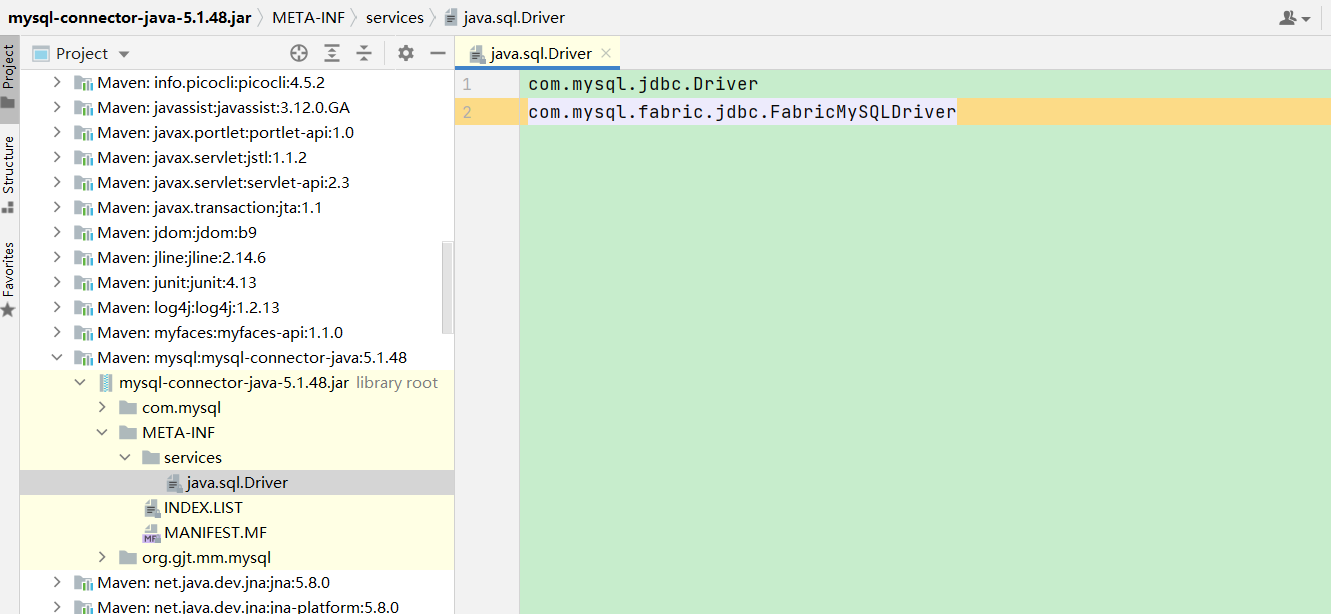 mysql-connector-java-5.1.48.jar META-INF services java.sql.Driver
Project
Structure
Favorites
Project
Maven: info.picocli:picocli:4.5.2
Maven: javassist:javassist:3.12.0.GA
Maven: javax.portlet:portlet-api:1.0
Maven: javax.servlet:jstl:1.1.2
Maven: javax.servlet:servlet-api:2.3
Maven: javax.transaction:jta:1.1
Maven: jdom:jdom:b9
Maven: jline:jline:2.14.6
Maven: junit:junit:4.13
Maven: log4j:log4j:1.2.13
Maven: myfaces:myfaces-api:1.1.0
Maven: mysql:mysql-connector-java:5.1.48
mysql-connector-java-5.1.48.jar library root
com.mysql
META-INF
services
java.sql.Driver
INDEX.LIST
MF MANIFEST.MF
org.gjt.mm.mysql
Maven: net.java.dev.jna:jna:5.8.0
Maven: net.java.dev.jna:jna-platform:5.8.0
java.sql.Driver
1 com.mysql.jdbc.Driver
2 com.mysql.fabric.jdbc.FabricMySQLDriver